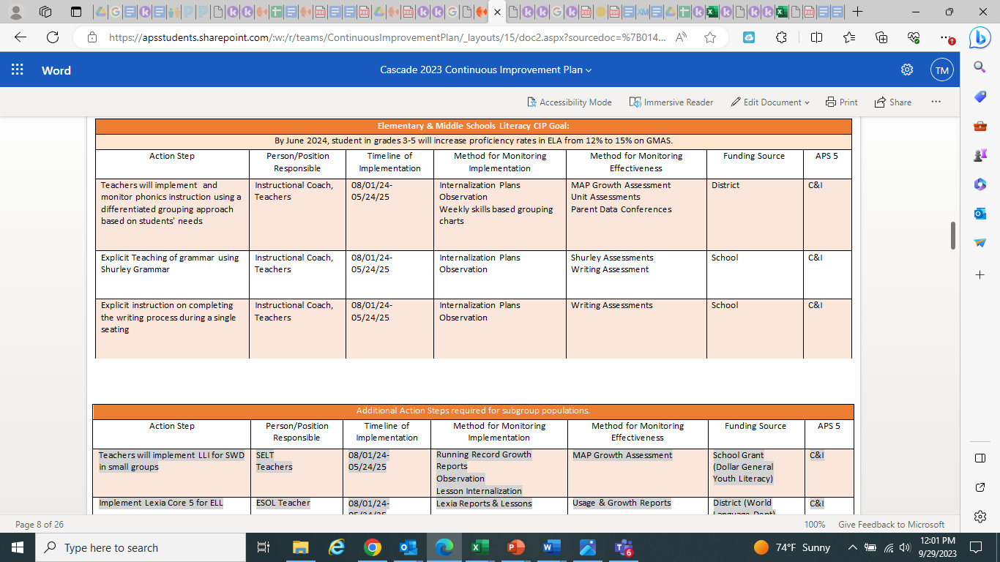 https://apsstudents.sharepoint.com/:w:/r/teams/ContinuousImprovementPlan/_layouts/15/doc2.aspx?sourcedoc=%7B014...
Word
Cascade 2023 Continuous Improvement Plan
TM
Accessibility Mode
Immersive Reader
Edit Document
Print
Share
Elementary & Middle Schools Literacy CIP Goal:
By June 2024, student in grades 3-5 will increase proficiency rates in ELA from 12% to 15% on GMAS.
Action Step
Person/Position
Responsible
Timeline of
Implementation
Method for Monitoring
Implementation
Method for Monitoring
Effectiveness
Funding Source
APS 5
Teachers will implement and
monitor phonics instruction using a
differentiated grouping approach
based on students' needs
Instructional Coach,
Teachers
08/01/24-
05/24/25
Internalization Plans
Observation
Weekly skills based grouping
charts
MAP Growth Assessment
Unit Assessments
Parent Data Conferences
District
C&I
Explicit Teaching of grammar using
Shurley Grammar
Instructional Coach,
Teachers
08/01/24-
05/24/25
Internalization Plans
Observation
Shurley Assessments
Writing Assessment
School
C&I
Explicit instruction on completing
the writing process during a single
seating
Instructional Coach,
Teachers
08/01/24-
05/24/25
Internalization Plans
Observation
Writing Assessments
School
C&I
Additional Action Steps required for subgroup populations.
Action Step
Person/Position
Responsible
Timeline of
Implementation
Method for Monitoring
Implementation
Method for Monitoring
Effectiveness
Funding Source
APS 5
Teachers will implement LLI for SWD
in small groups
SELT
Teachers
08/01/24-
05/24/25
Running Record Growth
Reports
Observation
Lesson Internalization
MAP Growth Assessment
School Grant
(Dollar General
Youth Literacy)
C&I
Implement Lexia Core 5 for ELL
ESOL Teacher
08/01/24-
05/24/25
Lexia Reports & Lessons
Usage & Growth Reports
District (World
Language Dept)
C&I
Page 8 of 26
100%
Give Feedback to Microsoft
Type here to search
6
74°F Sunny
12:01 PM
9/29/2023